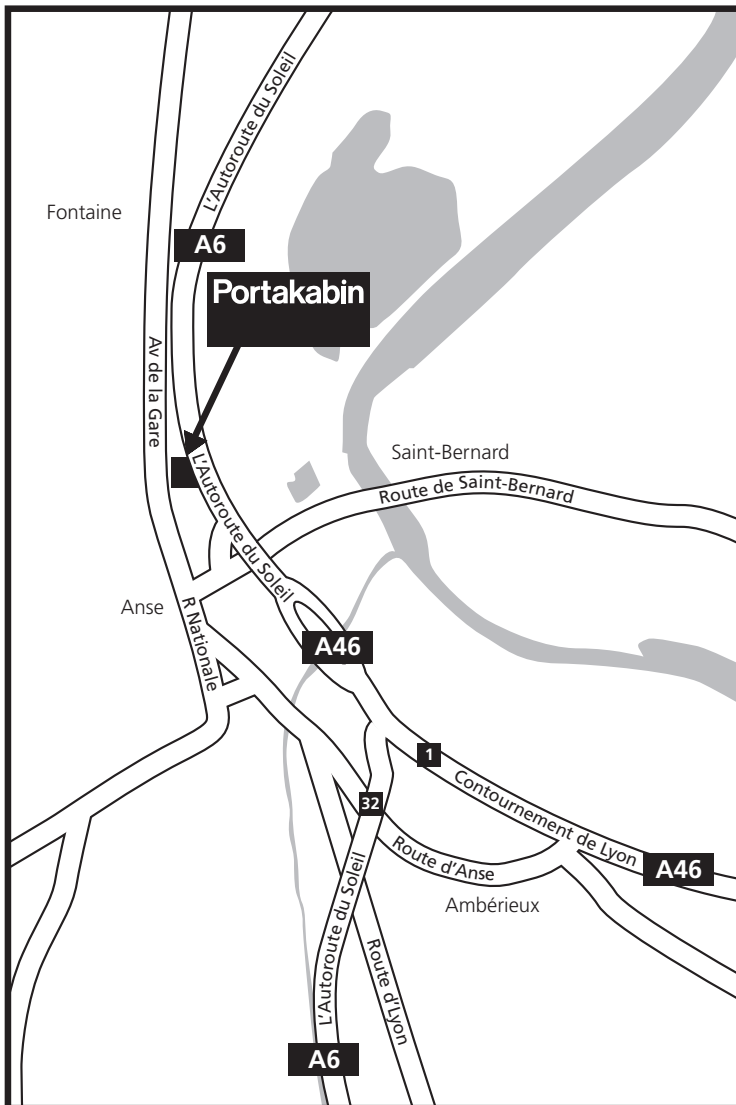 L'Autoroute du Soleil
Fontaine
A6
Portakabin
Av de la Gare
Saint-Bernard
Route de Saint-Bernard
L'Autoroute du Soleil
Anse
R Nationale
A46
1
Contournement de Lyon
32
Route d'Anse
A46
Ambérieux
L'Autoroute du Soleil
Route d'Lyon
A6